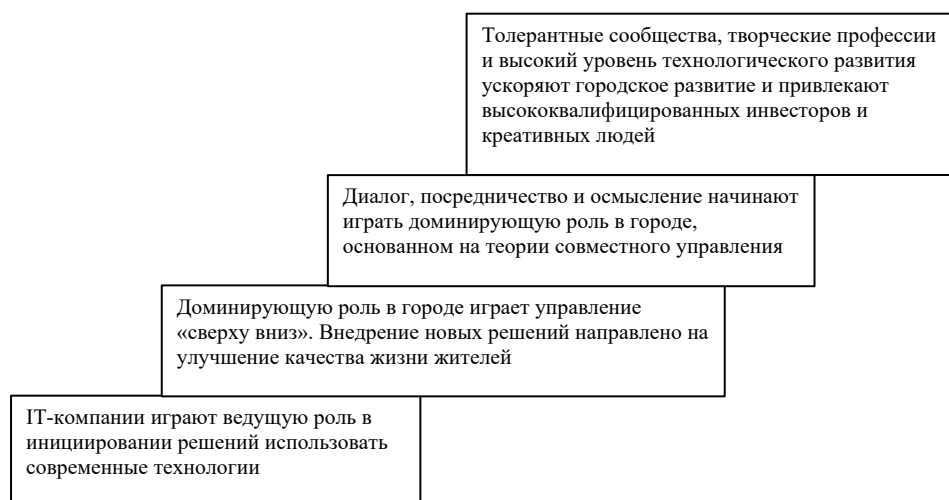 Толерантные сообщества, творческие профессии
и высокий уровень технологического развития
ускоряют городское развитие и привлекают
высококвалифицированных инвесторов и
креативных людей
Диалог, посредничество и осмысление начинают
играть доминирующую роль в городе,
основанном на теории совместного управления
Доминирующую роль в городе играет управление
«сверху вниз». Внедрение новых решений направлено на
улучшение качества жизни жителей
IT-компании играют ведущую роль в
инициировании решений использовать
современные технологии